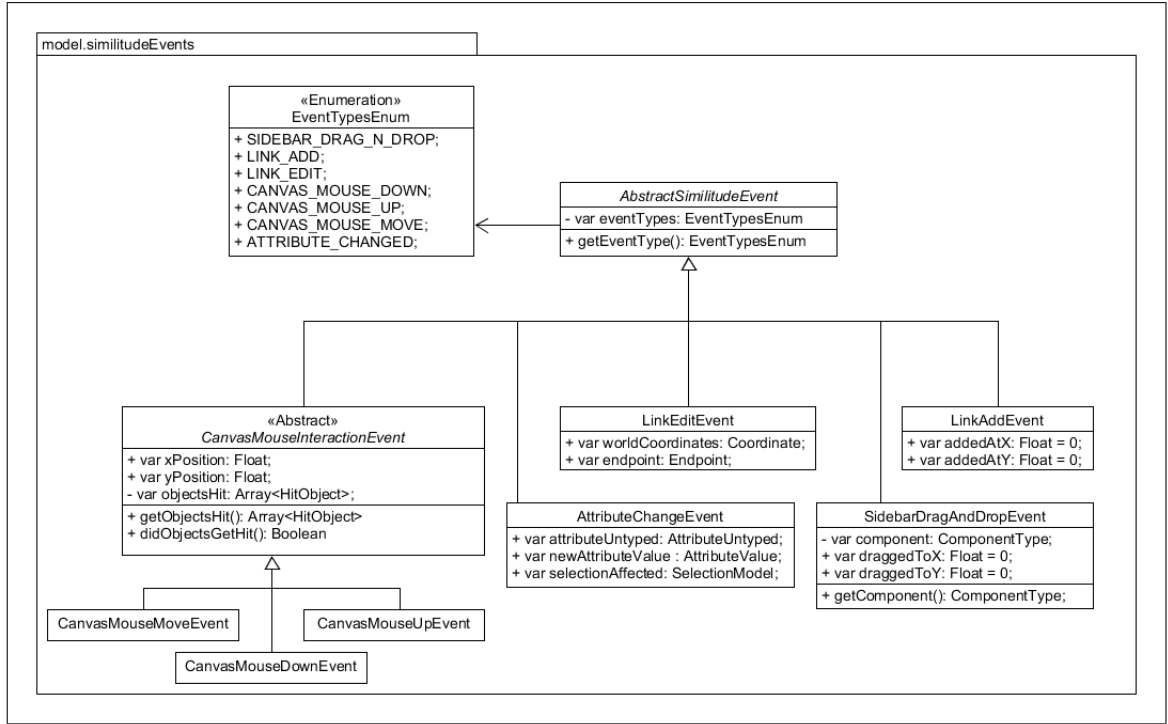 model.similitudeEvents
«Enumeration»
EventTypesEnum
+ SIDEBAR_DRAG_N_DROP;
+ LINK_ADD;
+ LINK_EDIT;
+ CANVAS_MOUSE_DOWN;
+ CANVAS_MOUSE_UP;
+ CANVAS_MOUSE_MOVE;
+ ATTRIBUTE_CHANGED;
AbstractSimilitudeEvent
- var eventTypes: EventTypesEnum
+ getEventType(): EventTypesEnum
«Abstract»
CanvasMouseInteractionEvent
+ var xPosition: Float;
+ var yPosition: Float;
- var objectsHit: Array<HitObject>;
+ getObjectsHit(): Array<HitObject>
+ didObjectsGetHit(): Boolean
LinkEditEvent
+ var worldCoordinates: Coordinate;
+ var endpoint: Endpoint;
LinkAddEvent
+ var addedAtX: Float = 0;
+ var addedAtY: Float = 0;
AttributeChangeEvent
+ var attributeUntyped: AttributeUntyped;
+ var newAttributeValue : AttributeValue;
+ var selectionAffected: SelectionModel;
SidebarDragAndDropEvent
- var component: ComponentType;
+ var draggedToX: Float = 0;
+ var draggedToY: Float = 0;
+ getComponent(): ComponentType;
CanvasMouseMoveEvent
CanvasMouseUpEvent
CanvasMouseDownEvent